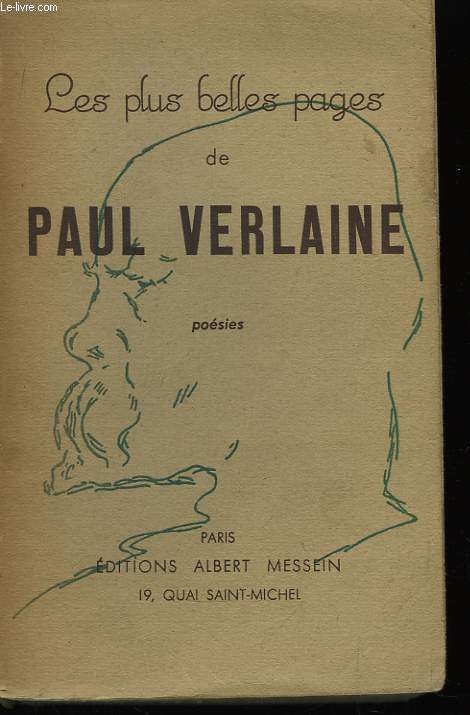 Le-livre.com
Les plus belles pages
de
PAUL VERLAINE
poésies
PARIS
ÉDITIONS ALBERT MESSEIN
19, QUAI SAINT-MICHEL